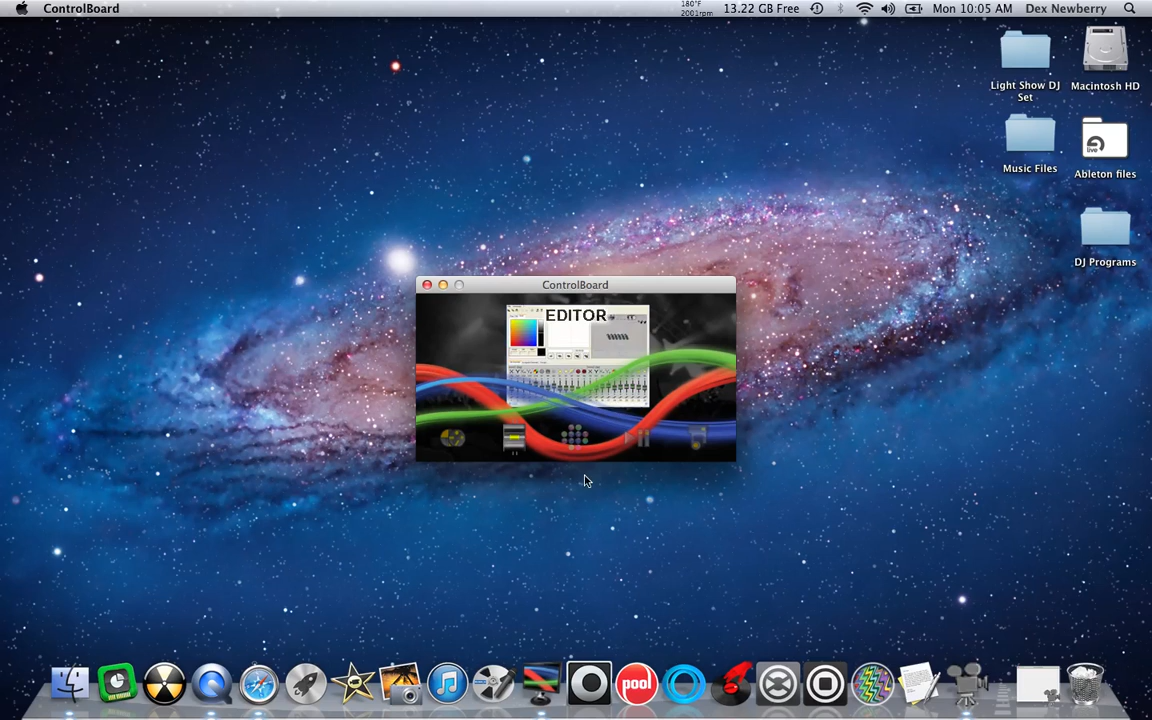 ControlBoard
180°F
2001rpm
13.22 GB Free
Mon 10:05 AM
Dex Newberry
Light Show DJ
Set
Macintosh HD
Music Files
live
Ableton files
DJ Programs
ControlBoard
EDITOR
pool